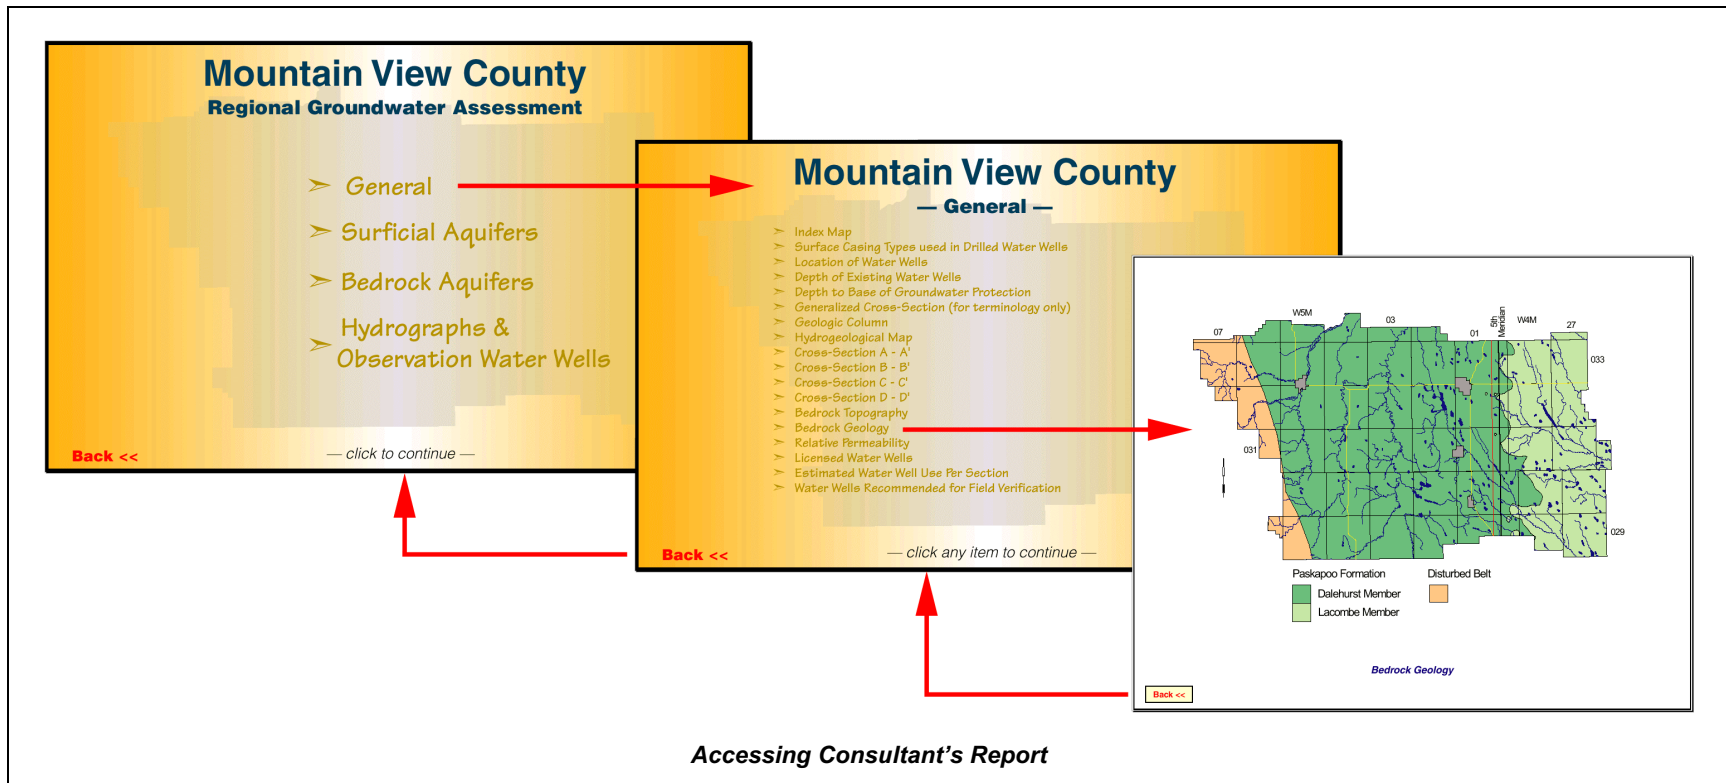 Mountain View County
Regional Groundwater Assessment
➣ General
➣ Surficial Aquifers
➣ Bedrock Aquifers
➣ Hydrographs &
Observation Water Wells
Back <<
— click to continue —
Mountain View County
— General —
➣ Index Map
➣ Surface Casing Types used in Drilled Water Wells
➣ Location of Water Wells
➣ Depth of Existing Water Wells
➣ Depth to Base of Groundwater Protection
➣ Generalized Cross-Section (for terminology only)
➣ Geologic Column
➣ Hydrogeological Map
➣ Cross-Section A - A'
➣ Cross-Section B - B'
➣ Cross-Section C - C'
➣ Cross-Section D - D'
➣ Bedrock Topography
➣ Bedrock Geology
➣ Relative Permeability
➣ Licensed Water Wells
➣ Estimated Water Well Use Per Section
➣ Water Wells Recommended for Field Verification
Back <<
— click any item to continue —
07
W5M
03
01
5th
Meridian
W4M
27
033
031
029
Paskapoo Formation
Dalehurst Member
Lacombe Member
Disturbed Belt
Bedrock Geology
Back <<
Accessing Consultant's Report